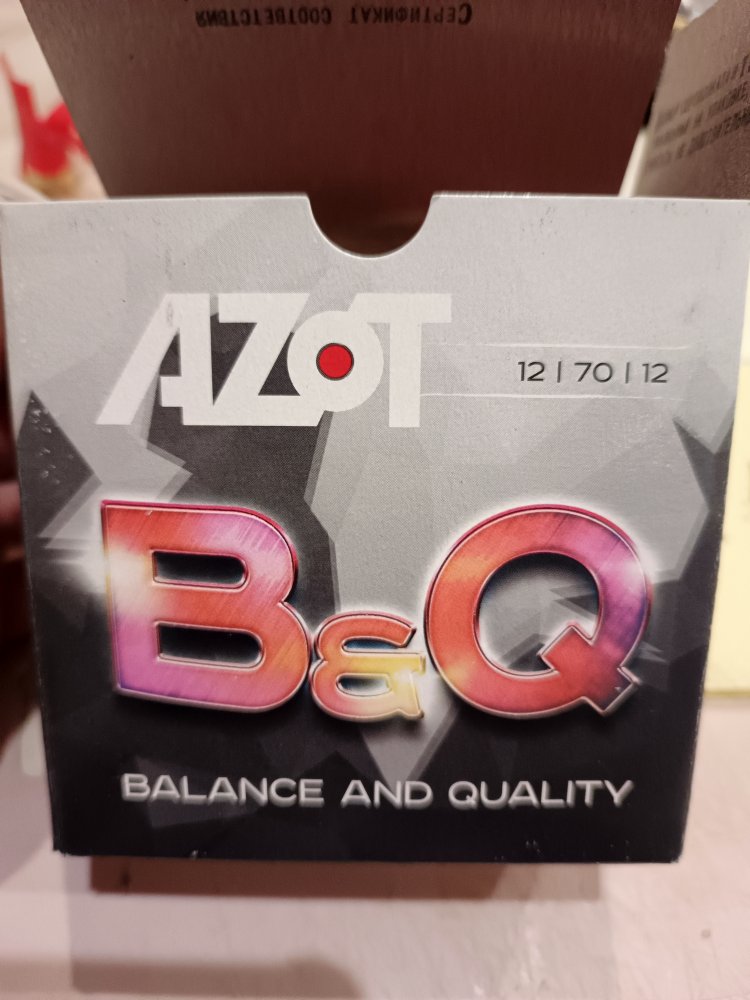 Сертификат соответствия
AZOT
12 | 70 | 12
B&Q
BALANCE AND QUALITY